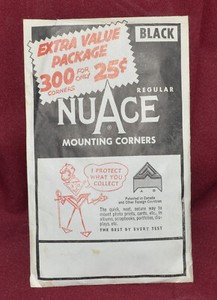 EXTRA VALUE
PACKAGE
300 FOR ONLY 25¢
CORNERS
BLACK
REGULAR
NUACE
MOUNTING CORNERS
I PROTECT
WHAT YOU
COLLECT
Patented in Canada
and Other Foreign Countries
The quick, neat, secure way to
mount photo prints, cards, etc., in
albums, scrapbooks, portfolios, dis-
plays, etc.
THE BEST BY EVERY TEST